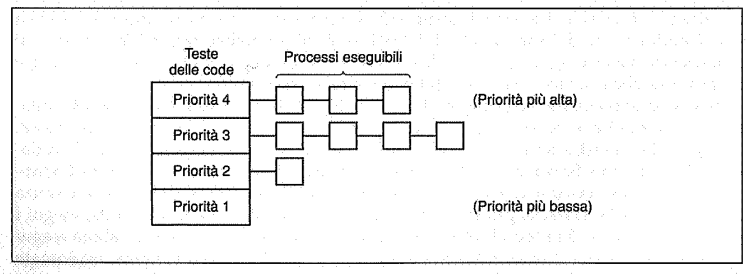 Teste
delle code
Processi eseguibili
Priorità 4
(Priorità più alta)
Priorità 3
Priorità 2
Priorità 1
(Priorità più bassa)